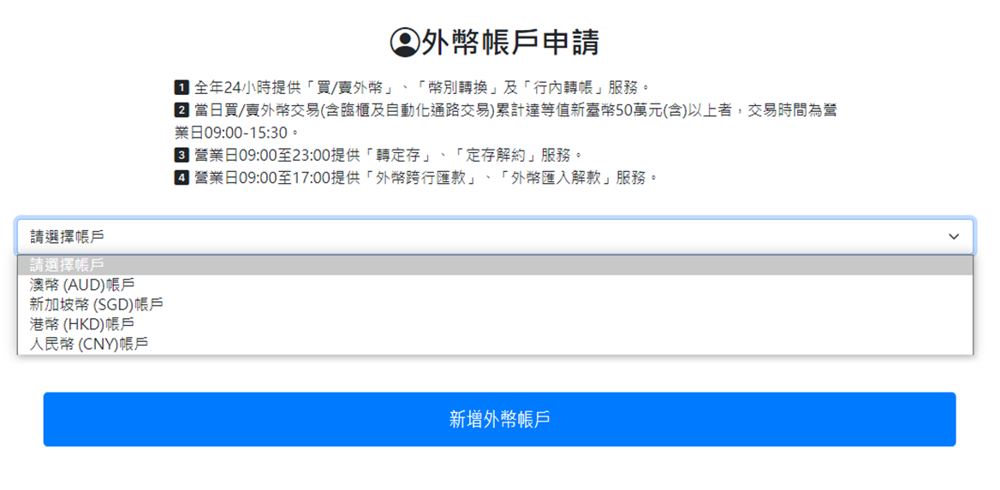 外幣帳戶申請
1 全年24小時提供「買/賣外幣」、「幣別轉換」及「行內轉帳」服務。
2 當日買/賣外幣交易(含臨櫃及自動化通路交易)累計達等值新臺幣50萬元(含)以上者，交易時間為營
業日09:00-15:30。
3 營業日09:00至23:00提供「轉定存」、「定存解約」服務。
4 營業日09:00至17:00提供「外幣跨行匯款」、「外幣匯入解款」服務。
請選擇帳戶
請選擇帳戶
澳幣 (AUD)帳戶
新加坡幣 (SGD)帳戶
港幣 (HKD)帳戶
人民幣 (CNY)帳戶
新增外幣帳戶